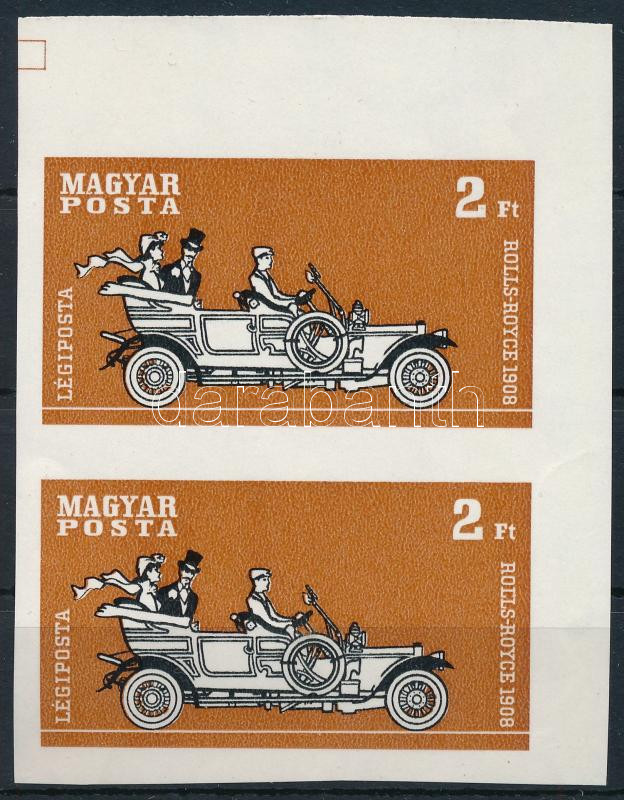 MAGYAR
POSTA
2 Ft
LÉGIPOSTA
ROLLS-ROYCE 1908
darabanth
MAGYAR
POSTA
2 Ft
LÉGIPOSTA
ROLLS-ROYCE 1908